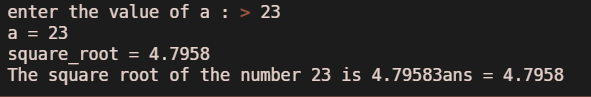 enter the value of a : > 23
a = 23
square_root = 4.7958
The square root of the number 23 is 4.79583ans = 4.7958